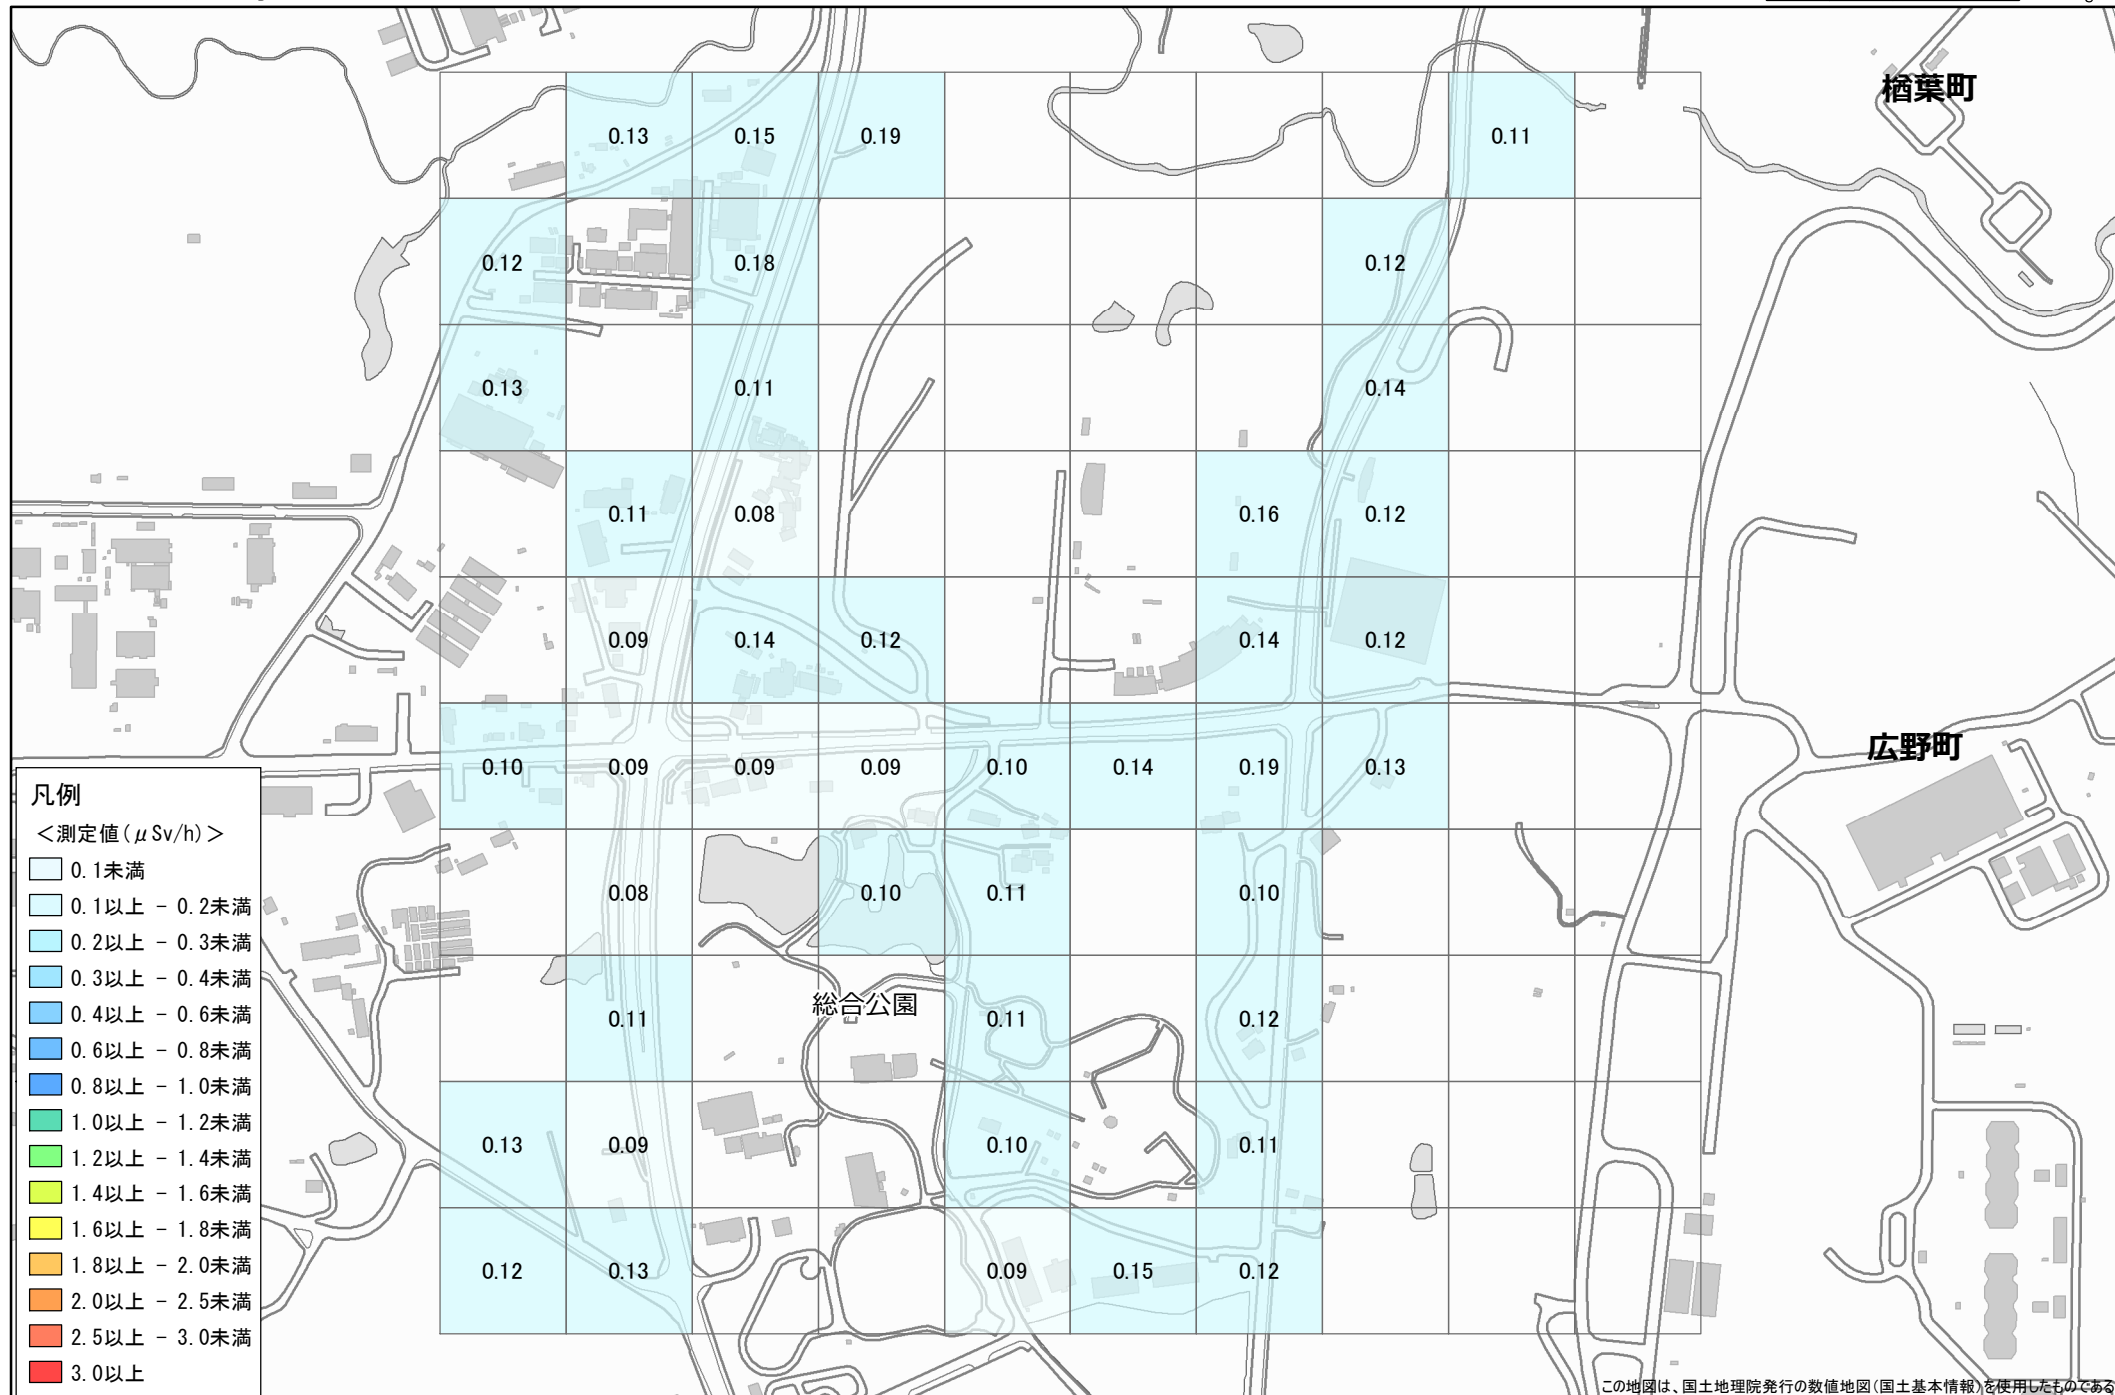 楢葉町
0.13 0.15 0.19 0.11
0.12 0.18 0.12
0.13 0.11 0.14
0.11 0.08 0.16 0.12
0.09 0.14 0.12 0.14 0.12
広野町
0.10 0.09 0.09 0.09 0.10 0.14 0.19 0.13
0.08 0.10 0.11 0.10
総合公園
0.11 0.11 0.12
0.13 0.09 0.10 0.11
0.12 0.13 0.09 0.15 0.12
凡例
＜測定値(μSv/h)＞
0.1未満
0.1以上 － 0.2未満
0.2以上 － 0.3未満
0.3以上 － 0.4未満
0.4以上 － 0.6未満
0.6以上 － 0.8未満
0.8以上 － 1.0未満
1.0以上 － 1.2未満
1.2以上 － 1.4未満
1.4以上 － 1.6未満
1.6以上 － 1.8未満
1.8以上 － 2.0未満
2.0以上 － 2.5未満
2.5以上 － 3.0未満
3.0以上
この地図は、国土地理院発行の数値地図(国土基本情報)を使用したものである